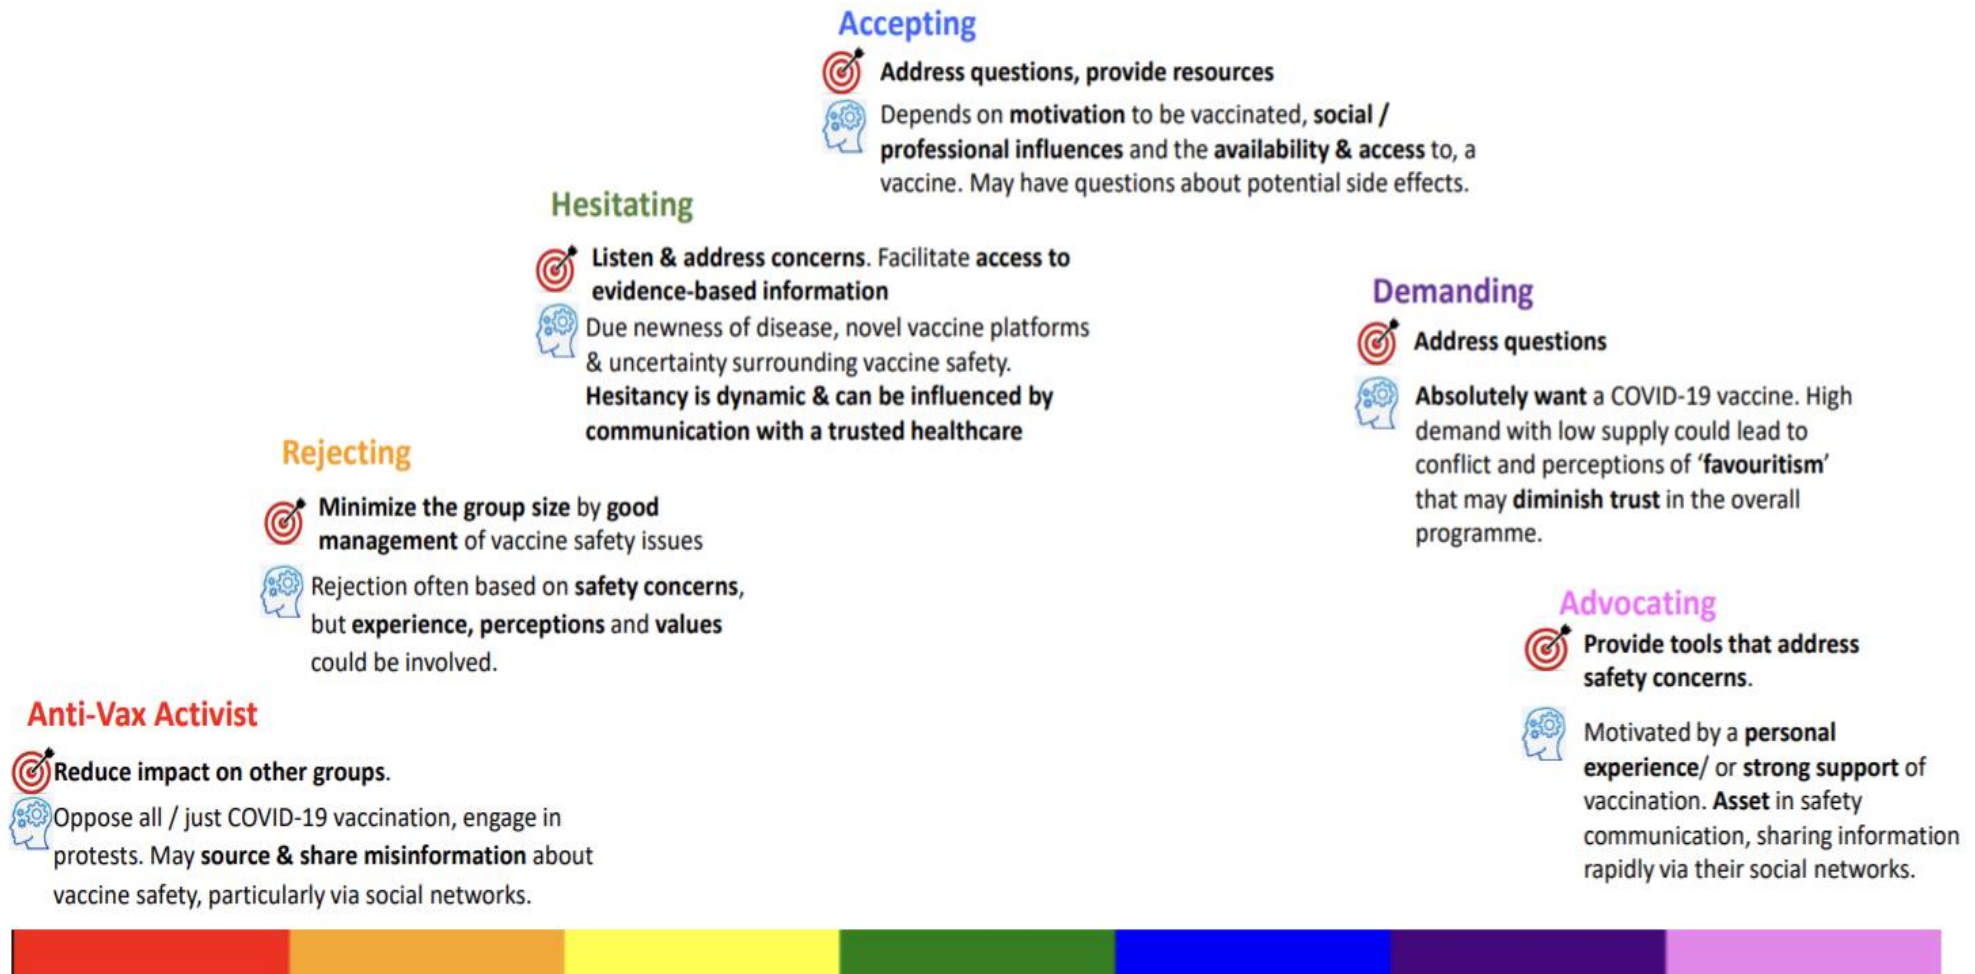 Accepting
Address questions, provide resources
Depends on motivation to be vaccinated, social /
professional influences and the availability & access to, a
vaccine. May have questions about potential side effects.
Hesitating
Listen & address concerns. Facilitate access to
evidence-based information
Due newness of disease, novel vaccine platforms
& uncertainty surrounding vaccine safety.
Hesitancy is dynamic & can be influenced by
communication with a trusted healthcare
Demanding
Address questions
Absolutely want a COVID-19 vaccine. High
demand with low supply could lead to
conflict and perceptions of ‘favouritism’
that may diminish trust in the overall
programme.
Rejecting
Minimize the group size by good
management of vaccine safety issues
Rejection often based on safety concerns,
but experience, perceptions and values
could be involved.
Advocating
Provide tools that address
safety concerns.
Motivated by a personal
experience/ or strong support of
vaccination. Asset in safety
communication, sharing information
rapidly via their social networks.
Anti-Vax Activist
Reduce impact on other groups.
Oppose all / just COVID-19 vaccination, engage in
protests. May source & share misinformation about
vaccine safety, particularly via social networks.